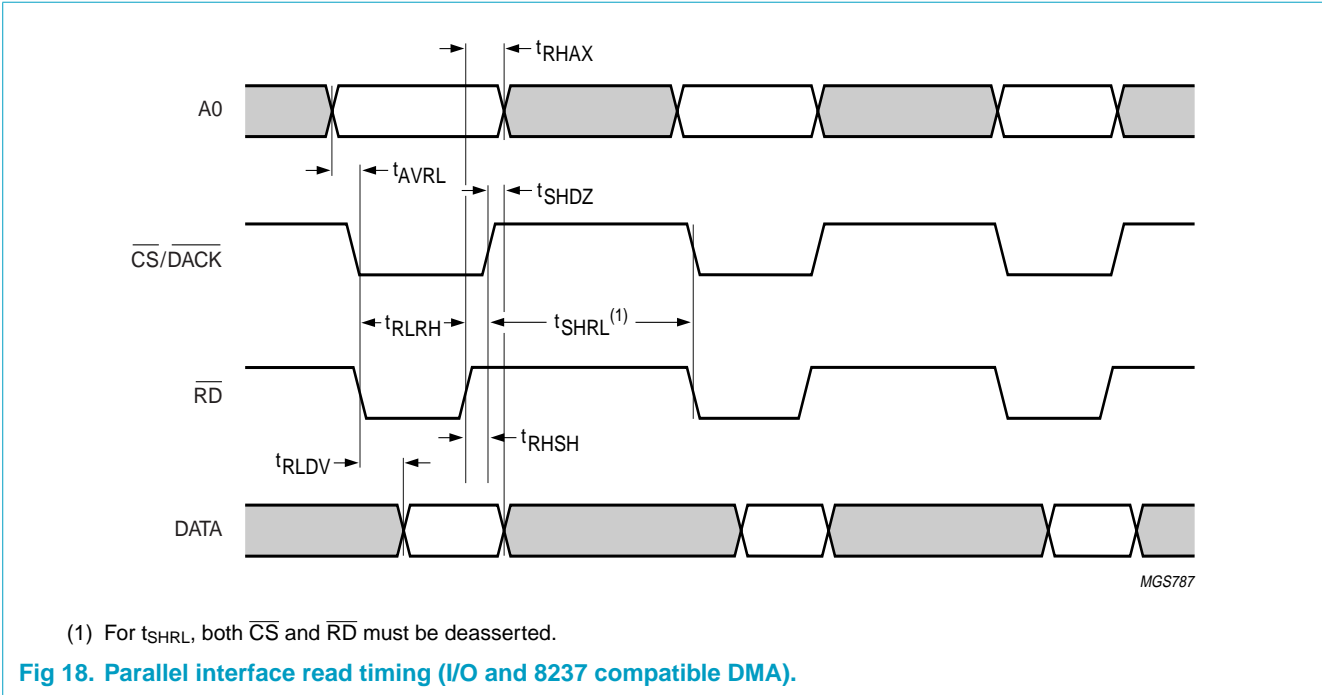 tRHAX
A0
tAVRL
tSHDZ
CS/DACK
tRLRH
tSHRL(1)
RD
tRHSH
tRLDV
DATA
MGS787
(1) For tSHRL, both CS and RD must be deasserted.
Fig 18. Parallel interface read timing (I/O and 8237 compatible DMA).